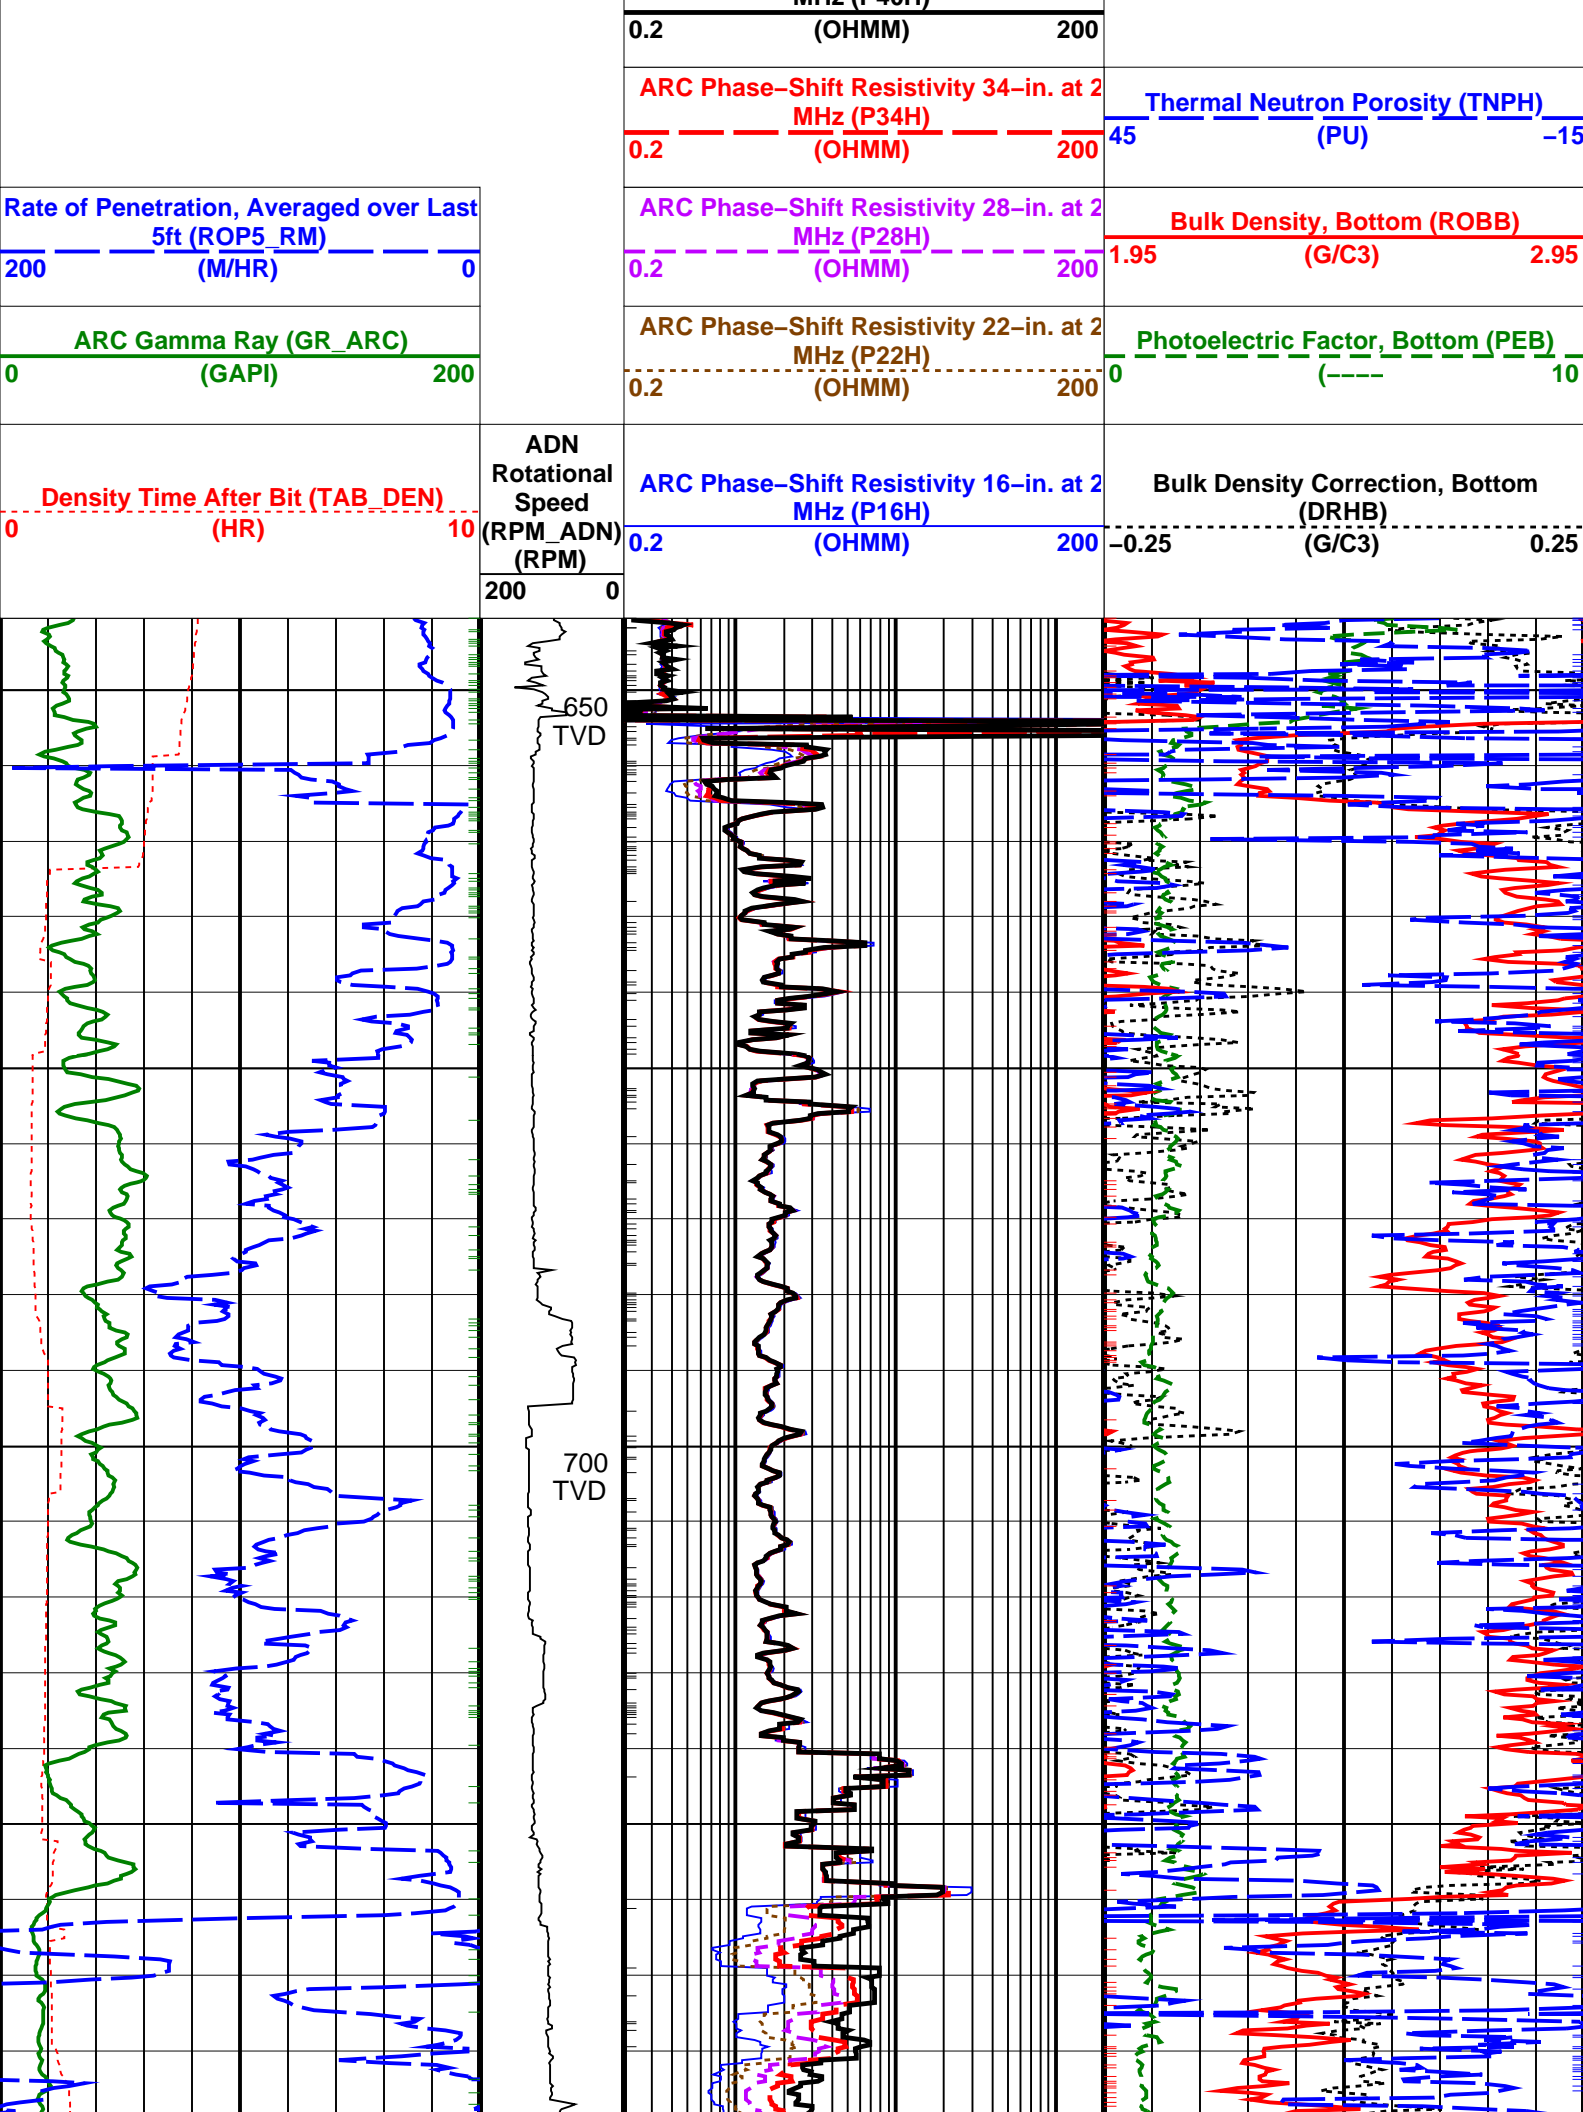 MHz (P40H)
0.2 (OHMM) 200
ARC Phase–Shift Resistivity 34–in. at 2
MHz (P34H)
0.2 (OHMM) 200
Thermal Neutron Porosity (TNPH)
45 (PU) –15
Rate of Penetration, Averaged over Last
5ft (ROP5_RM)
200 (M/HR) 0
ARC Phase–Shift Resistivity 28–in. at 2
MHz (P28H)
0.2 (OHMM) 200
Bulk Density, Bottom (ROBB)
1.95 (G/C3) 2.95
ARC Gamma Ray (GR_ARC)
0 (GAPI) 200
ARC Phase–Shift Resistivity 22–in. at 2
MHz (P22H)
0.2 (OHMM) 200
Photoelectric Factor, Bottom (PEB)
0 (–––– 10
Density Time After Bit (TAB_DEN)
0 (HR) 10
ADN
Rotational
Speed
(RPM_ADN)
(RPM)
200 0
ARC Phase–Shift Resistivity 16–in. at 2
MHz (P16H)
0.2 (OHMM) 200
Bulk Density Correction, Bottom
(DRHB)
–0.25 (G/C3) 0.25
650
TVD
700
TVD